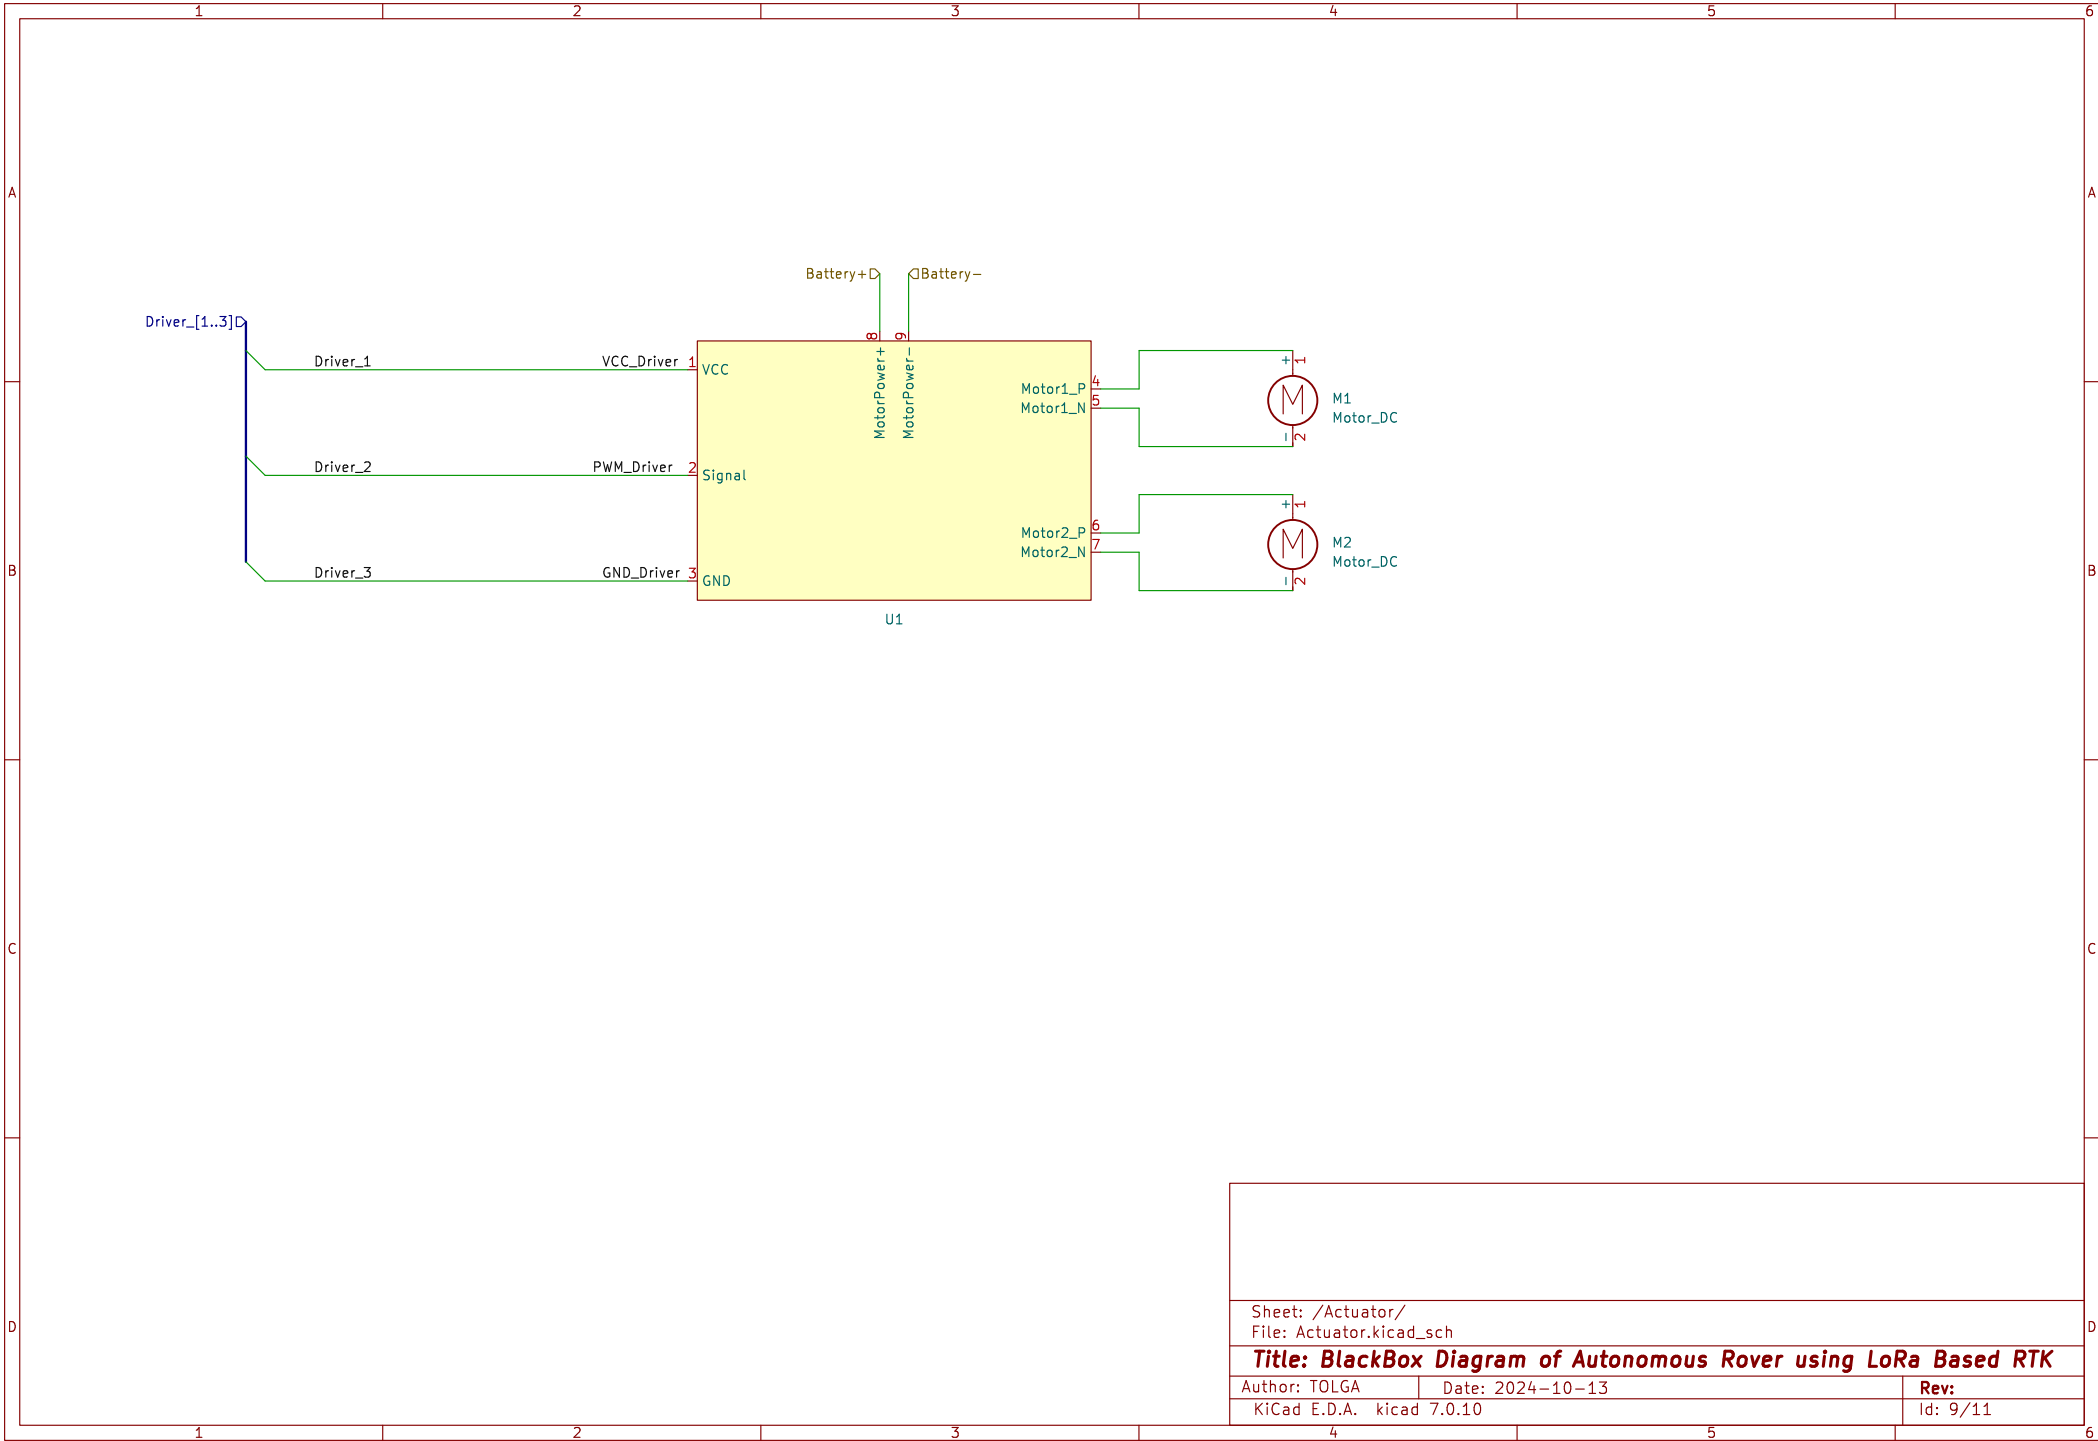 1 2 3 4 5 6
A A
Battery+ Battery-
Driver_[1..3]
8 9
Driver_1 VCC_Driver 1 VCC
MotorPower+ MotorPower-
+ 1
Motor1_P 4
Motor1_N 5
M
M1
Motor_DC
- 2
Driver_2 PWM_Driver 2 Signal
+ 1
Motor2_P 6
Motor2_N 7
M
M2
Motor_DC
- 2
B B
Driver_3 GND_Driver 3 GND
U1
C C
Sheet: /Actuator/
File: Actuator.kicad_sch
D D
Title: BlackBox Diagram of Autonomous Rover using LoRa Based RTK
Author: TOLGA Date: 2024-10-13 Rev:
KiCad E.D.A. kicad 7.0.10 Id: 9/11
1 2 3 4 5 6